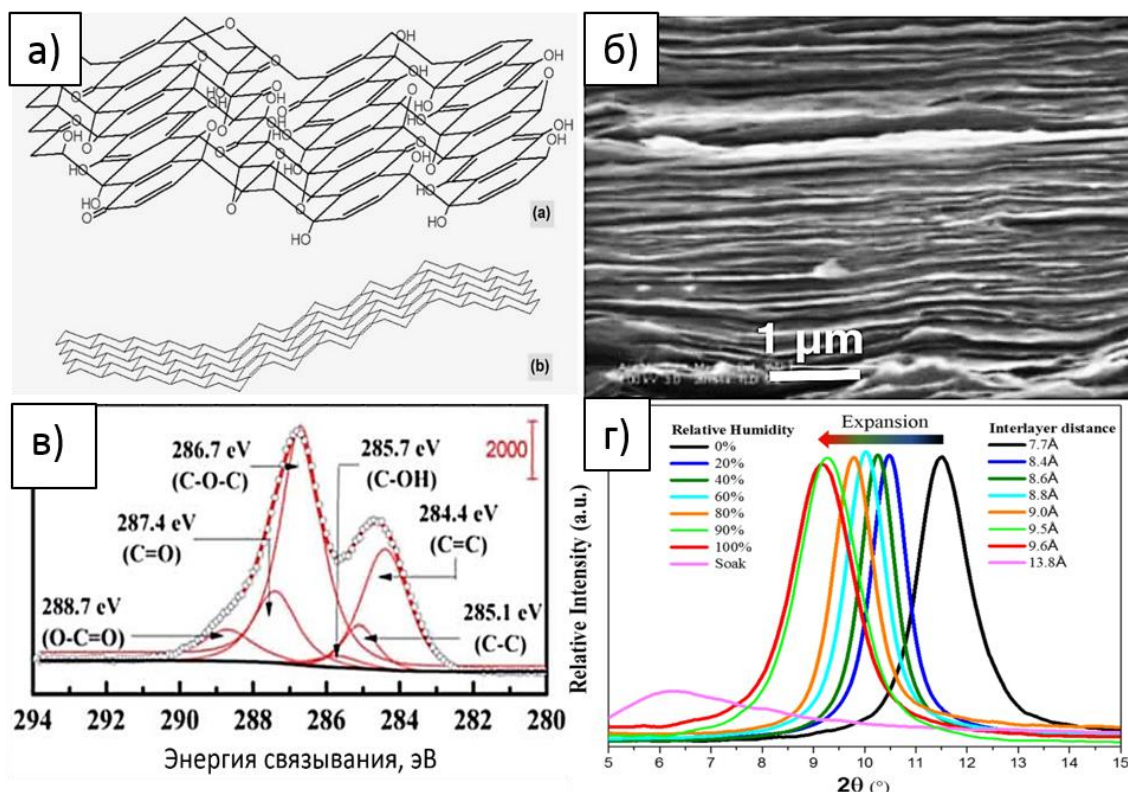 а)
O
OH
OH
OH
O
O
OH
OH
OH
OH
HO
HO
HO
O
O
HO
(a)
(b)
б)
1 µm
в)
2000
286.7 eV
(C-O-C)
285.7 eV
(C-OH)
287.4 eV
(C=O)
284.4 eV
(C=C)
288.7 eV
(O-C=O)
285.1 eV
(C-C)
294 292 290 288 286 284 282 280
Энергия связывания, эВ
г)
Expansion
Relative Humidity
0%
20%
40%
60%
80%
90%
100%
Soak
Interlayer distance
7.7Å
8.4Å
8.6Å
8.8Å
9.0Å
9.5Å
9.6Å
13.8Å
Relative Intensity (a.u.)
5 6 7 8 9 10 11 12 13 14 15
2θ (°)